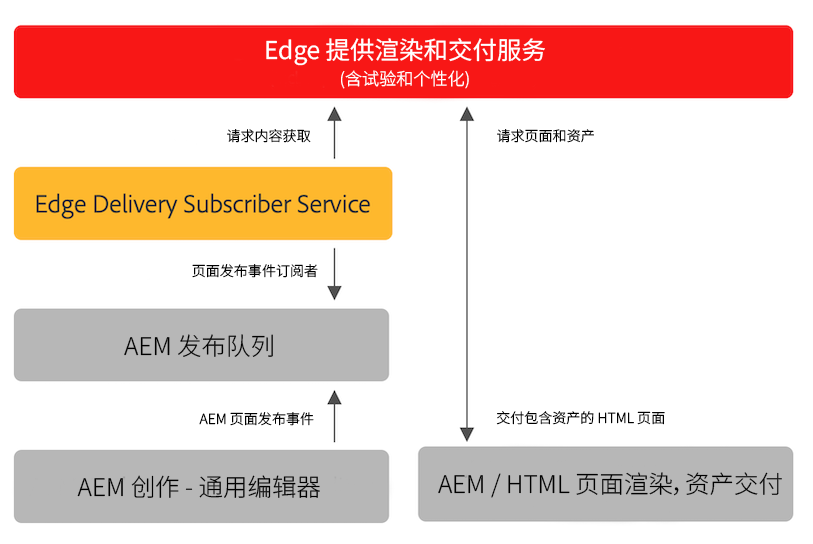 Edge 提供渲染和交付服务
(含试验和个性化)
请求内容获取
请求页面和资产
Edge Delivery Subscriber Service
页面发布事件订阅者
AEM 发布队列
AEM 页面发布事件
交付包含资产的 HTML 页面
AEM 创作 - 通用编辑器
AEM / HTML 页面渲染，资产交付